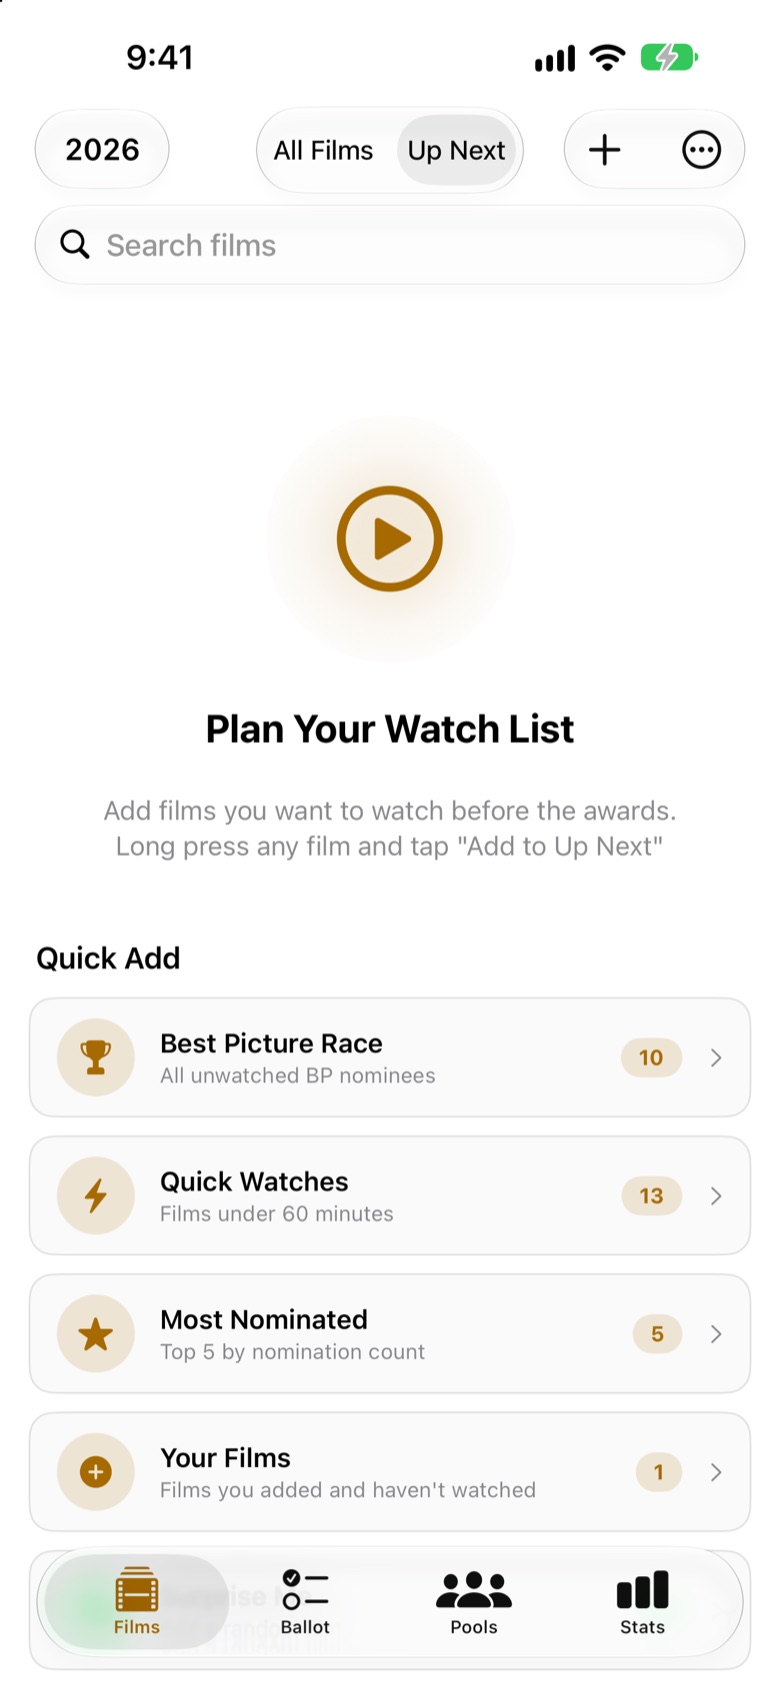 9:41
2026
All Films
Up Next
Search films
Plan Your Watch List
Add films you want to watch before the awards.
Long press any film and tap "Add to Up Next"
Quick Add
Best Picture Race
All unwatched BP nominees
10
Quick Watches
Films under 60 minutes
13
Most Nominated
Top 5 by nomination count
5
Your Films
Films you added and haven't watched
1
Films
Ballot
Pools
Stats